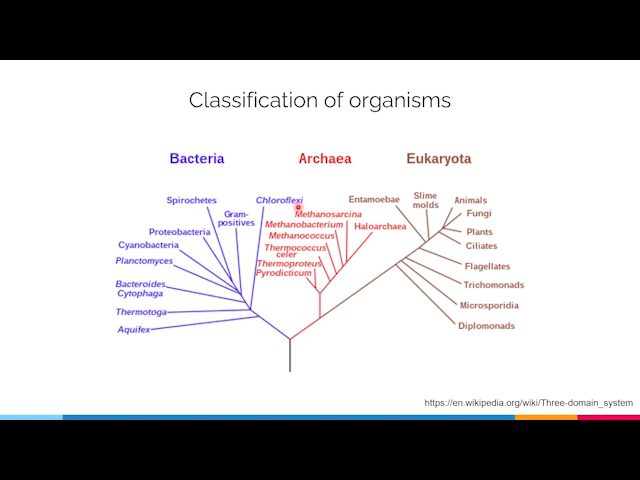 Classification of organisms
Bacteria
Archaea
Eukaryota
Spirochetes
Chloroflexi
Gram-
positives
Proteobacteria
Cyanobacteria
Planctomyces
Bacteroides
Cytophaga
Thermotoga
Aquifex
Methanosarcina
Methanobacterium
Haloarchaea
Methanococcus
Thermococcus
celer
Thermoproteus
Pyrodicticum
Entamoebae
Slime
molds
Animals
Fungi
Plants
Ciliates
Flagellates
Trichomonads
Microsporidia
Diplomonads
https://en.wikipedia.org/wiki/Three-domain_system